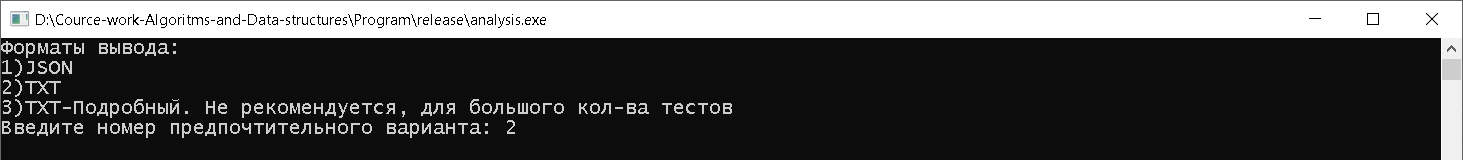 D:\Cource-work-Algoritms-and-Data-structures\Program\release\analysis.exe
Форматы вывода:
1)JSON
2)TXT
3)TXT-Подробный. Не рекомендуется, для большого кол-ва тестов
Введите номер предпочтительного варианта: 2